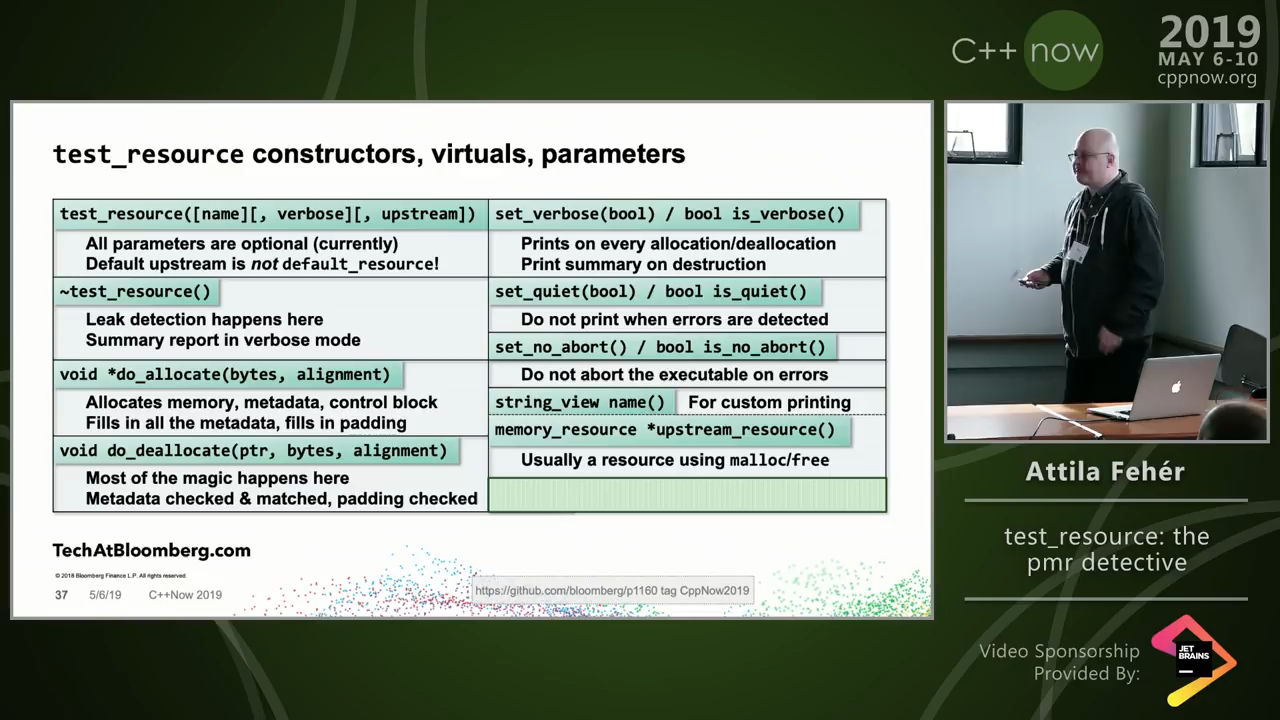 C++ now
2019
MAY 6-10
cppnow.org
test_resource constructors, virtuals, parameters
test_resource([name][, verbose][, upstream])
All parameters are optional (currently)
Default upstream is not default_resource!
~test_resource()
Leak detection happens here
Summary report in verbose mode
void *do_allocate(bytes, alignment)
Allocates memory, metadata, control block
Fills in all the metadata, fills in padding
void do_deallocate(ptr, bytes, alignment)
Most of the magic happens here
Metadata checked & matched, padding checked
set_verbose(bool) / bool is_verbose()
Prints on every allocation/deallocation
Print summary on destruction
set_quiet(bool) / bool is_quiet()
Do not print when errors are detected
set_no_abort() / bool is_no_abort()
Do not abort the executable on errors
string_view name() For custom printing
memory_resource *upstream_resource()
Usually a resource using malloc/free
TechAtBloomberg.com
© 2018 Bloomberg Finance L.P. All rights reserved.
37 5/6/19 C++Now 2019
https://github.com/bloomberg/p1160 tag CppNow2019
Attila Fehér
test_resource: the
pmr detective
Video Sponsorship
Provided By:
JET
BRAINS